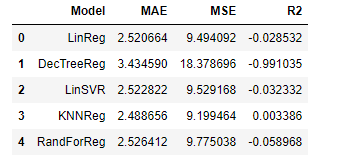 Model MAE MSE R2
0 LinReg 2.520664 9.494092 -0.028532
1 DecTreeReg 3.434590 18.378696 -0.991035
2 LinSVR 2.522822 9.529168 -0.032332
3 KNNReg 2.488656 9.199464 0.003386
4 RandForReg 2.526412 9.775038 -0.058968